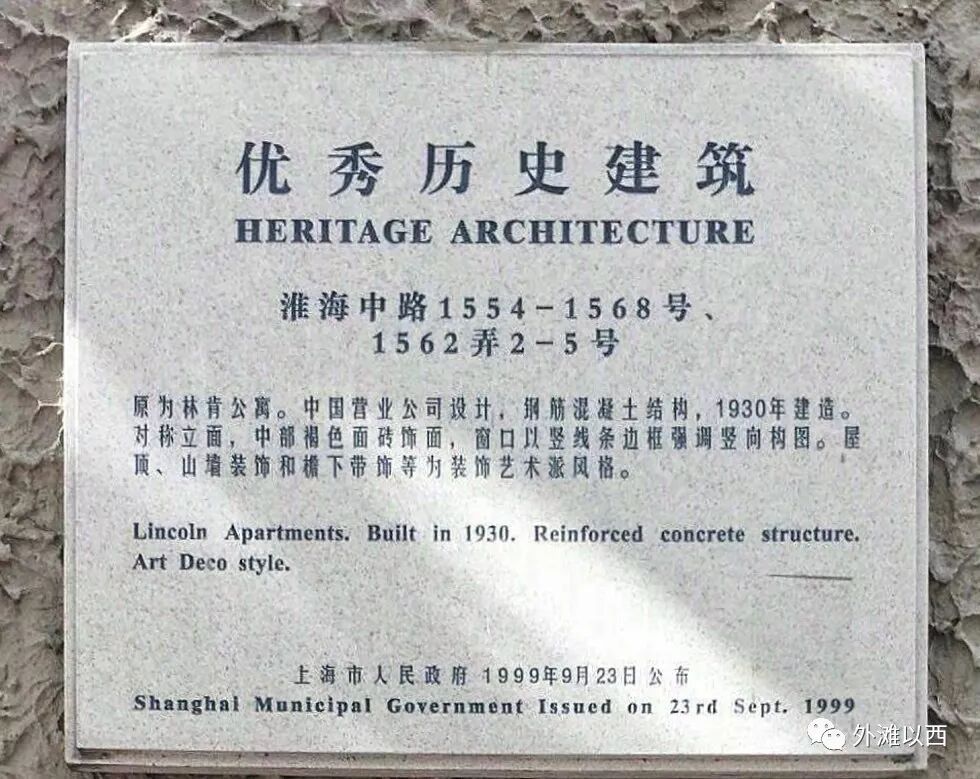 优秀历史建筑
HERITAGE ARCHITECTURE
淮海中路1554-1568号、
1562弄2-5号
原为林肯公寓。中国营业公司设计，钢筋混凝土结构，1930年建造。
对称立面，中部褐色面砖饰面，窗口以竖线条边框强调竖向构图。屋
顶、山墙装饰和檐下带饰等为装饰艺术派风格。
Lincoln Apartments. Built in 1930. Reinforced concrete structure.
Art Deco style.
上海市人民政府 1999年9月23日公布
Shanghai Municipal Government Issued on 23rd Sept. 1999
外滩以西